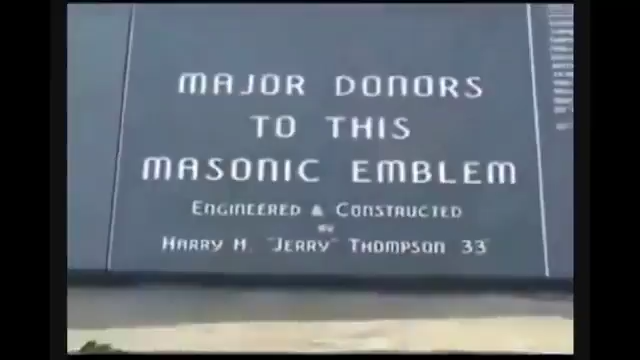 MAJOR DONORS
TO THIS
MASONIC EMBLEM
ENGINEERED & CONSTRUCTED
BY
HARRY H. "JERRY" THOMPSON 33